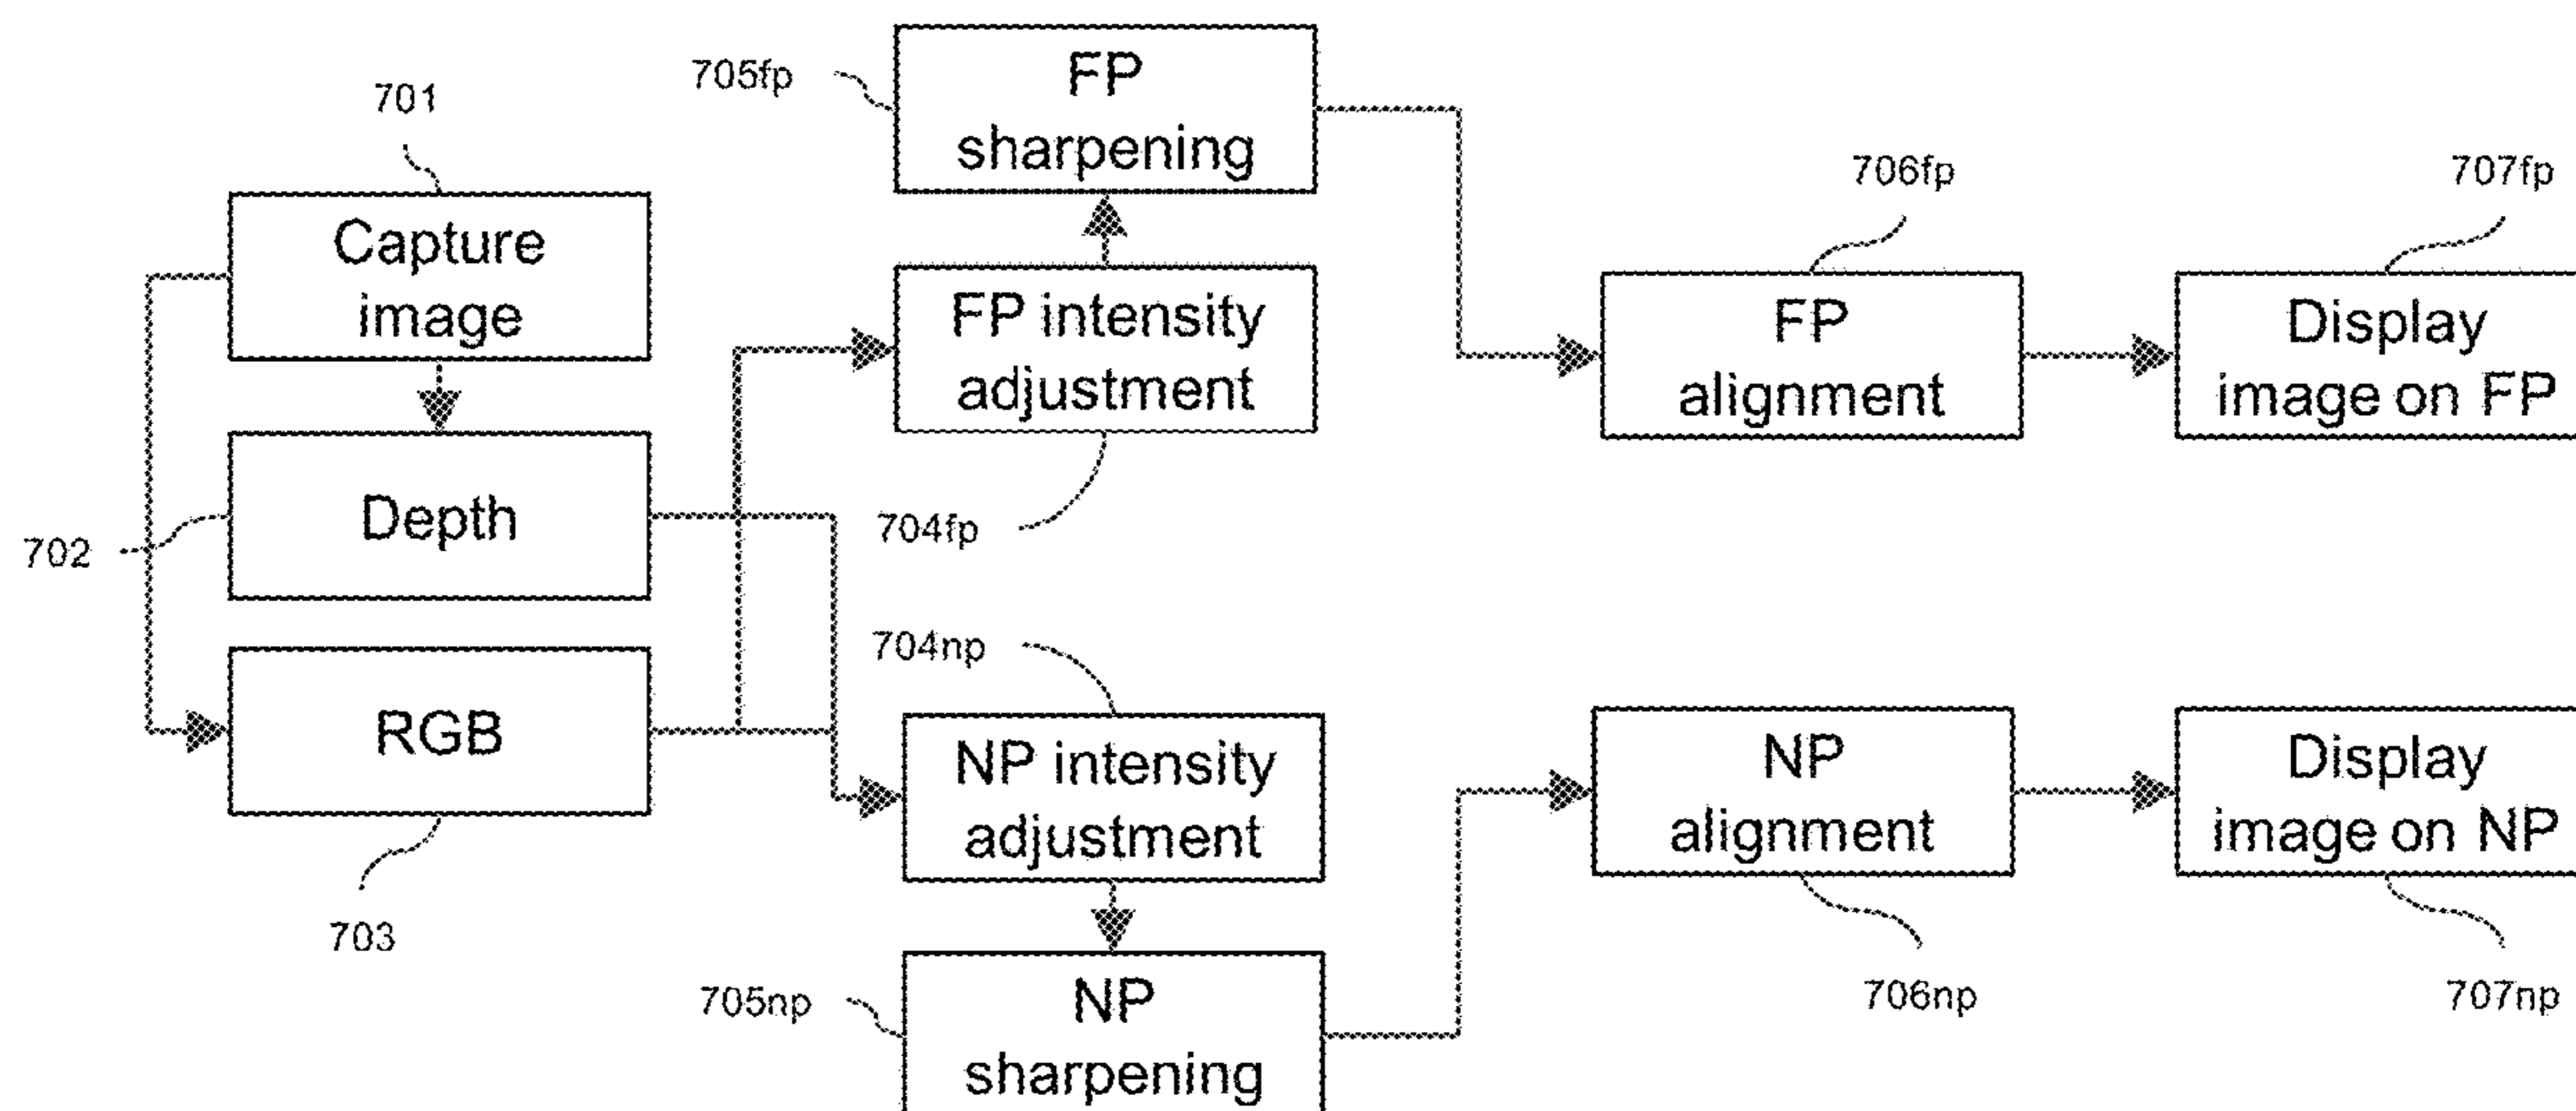 701
Capture
image
702
Depth
RGB
703
705fp
FP
sharpening
FP intensity
adjustment
704fp
704np
NP intensity
adjustment
705np
NP
sharpening
706fp
FP
alignment
707fp
Display
image on FP
NP
alignment
706np
Display
image on NP
707np